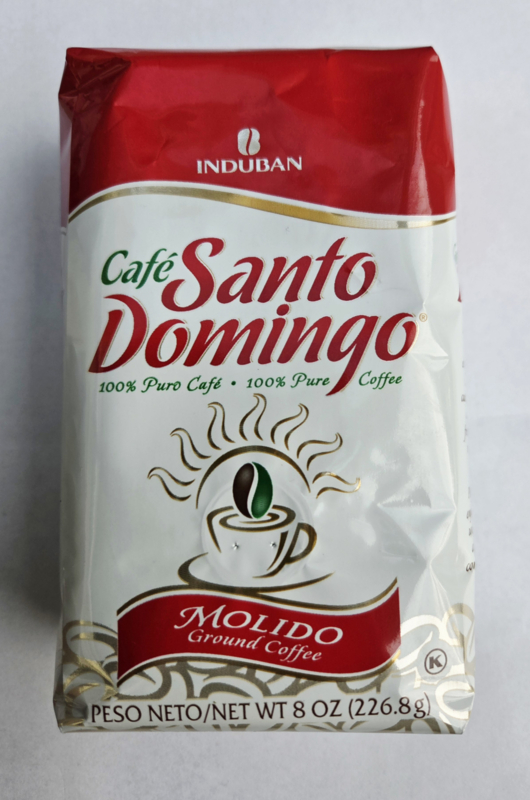 INDUBAN
Café Santo
Domingo®
100% Puro Café • 100% Pure Coffee
MOLIDO
Ground Coffee
K
PESO NETO/NET WT 8 OZ (226.8g)